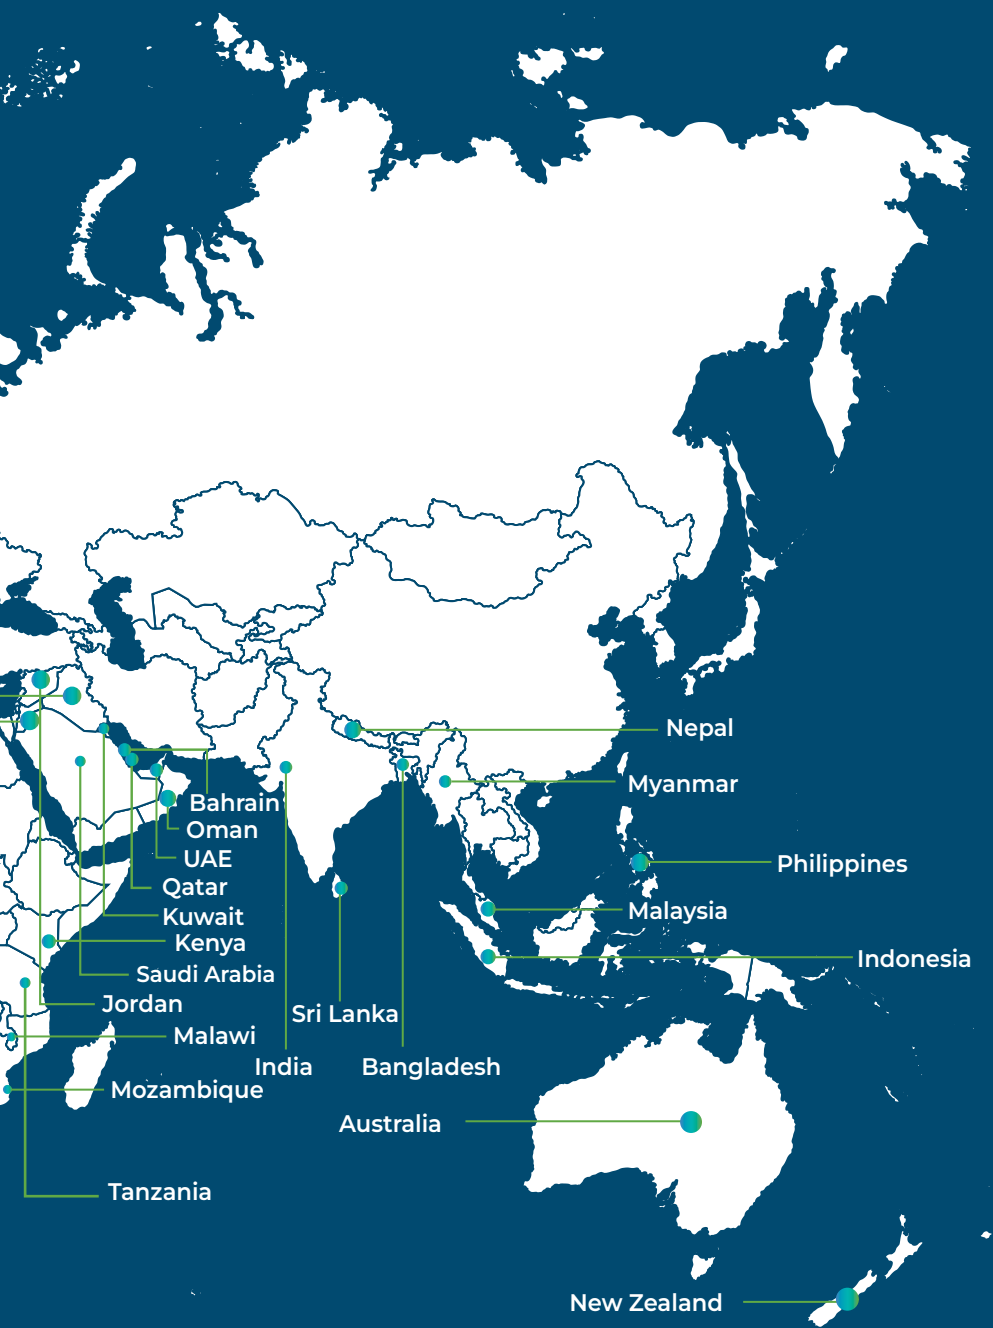 Nepal
Myanmar
Bahrain
Oman
UAE
Philippines
Qatar
Malaysia
Kuwait
Kenya
Indonesia
Saudi Arabia
Jordan
Sri Lanka
Malawi
India
Bangladesh
Mozambique
Australia
Tanzania
New Zealand